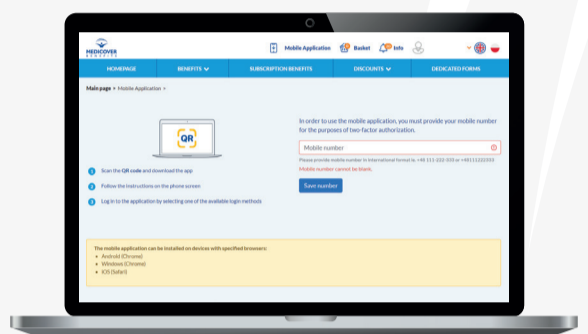 MEDICOVER
BENEFITS
Mobile Application
Basket
Info
HOMEPAGE
BENEFITS
SUBSCRIPTION BENEFITS
DISCOUNTS
DEDICATED FORMS
Main page > Mobile Application >
QR
1 Scan the QR code and download the app
2 Follow the instructions on the phone screen
3 Log in to the application by selecting one of the available login methods
In order to use the mobile application, you must provide your mobile number
for the purposes of two-factor authorization.
Mobile number
Please provide mobile number in international format ie. +48 111 222 333 or +48111222333
Mobile number cannot be blank.
Save number
The mobile application can be installed on devices with specified browsers:
• Android (Chrome)
• Windows (Chrome)
• iOS (Safari)